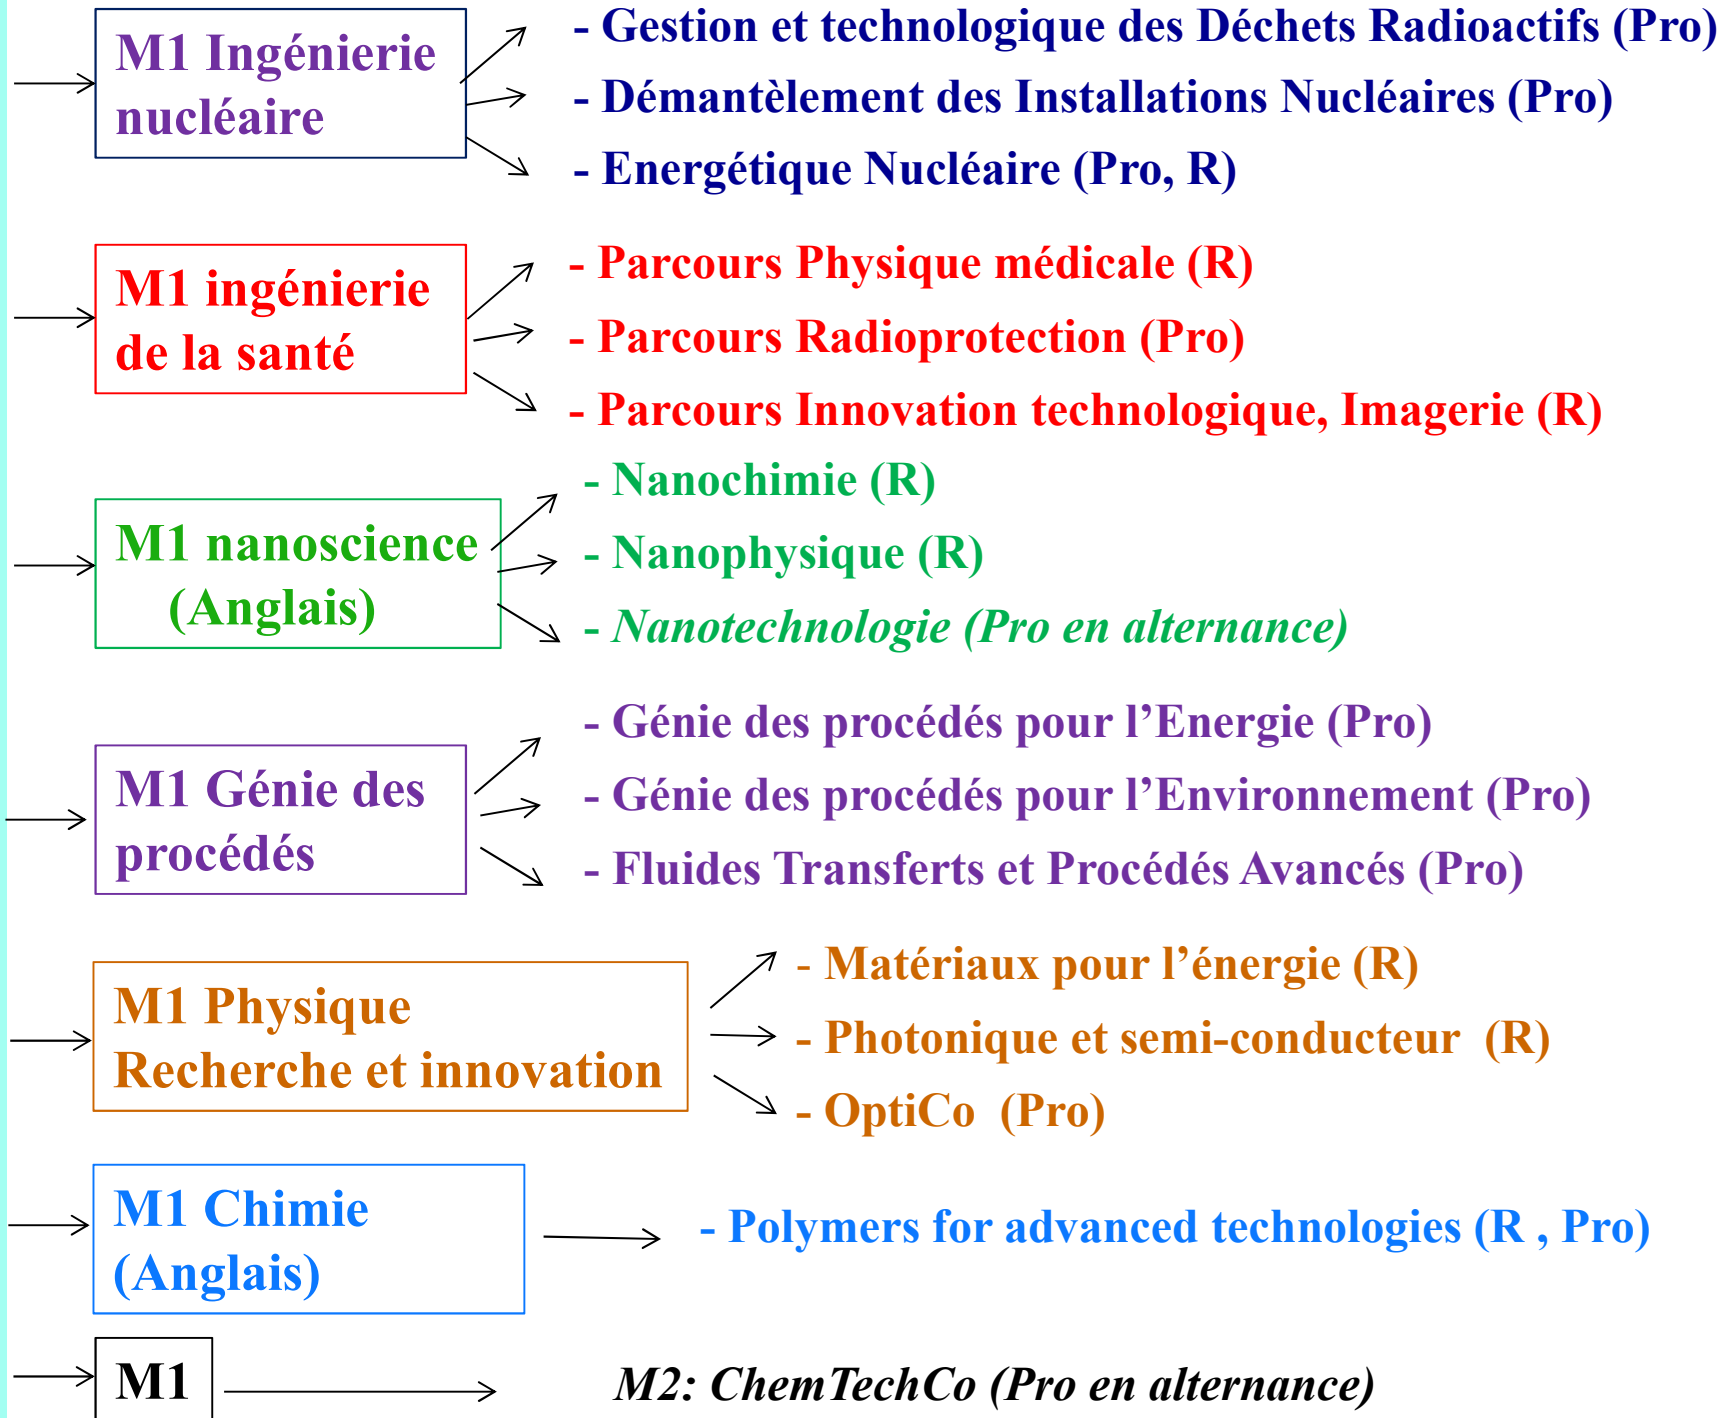 M1 Ingénierie
nucléaire
- Gestion et technologique des Déchets Radioactifs (Pro)
- Démantèlement des Installations Nucléaires (Pro)
- Energétique Nucléaire (Pro, R)
M1 ingénierie
de la santé
- Parcours Physique médicale (R)
- Parcours Radioprotection (Pro)
- Parcours Innovation technologique, Imagerie (R)
M1 nanoscience
(Anglais)
- Nanochimie (R)
- Nanophysique (R)
- Nanotechnologie (Pro en alternance)
M1 Génie des
procédés
- Génie des procédés pour l’Energie (Pro)
- Génie des procédés pour l’Environnement (Pro)
- Fluides Transferts et Procédés Avancés (Pro)
M1 Physique
Recherche et innovation
- Matériaux pour l’énergie (R)
- Photonique et semi-conducteur (R)
- OptiCo (Pro)
M1 Chimie
(Anglais)
- Polymers for advanced technologies (R , Pro)
M1
M2: ChemTechCo (Pro en alternance)